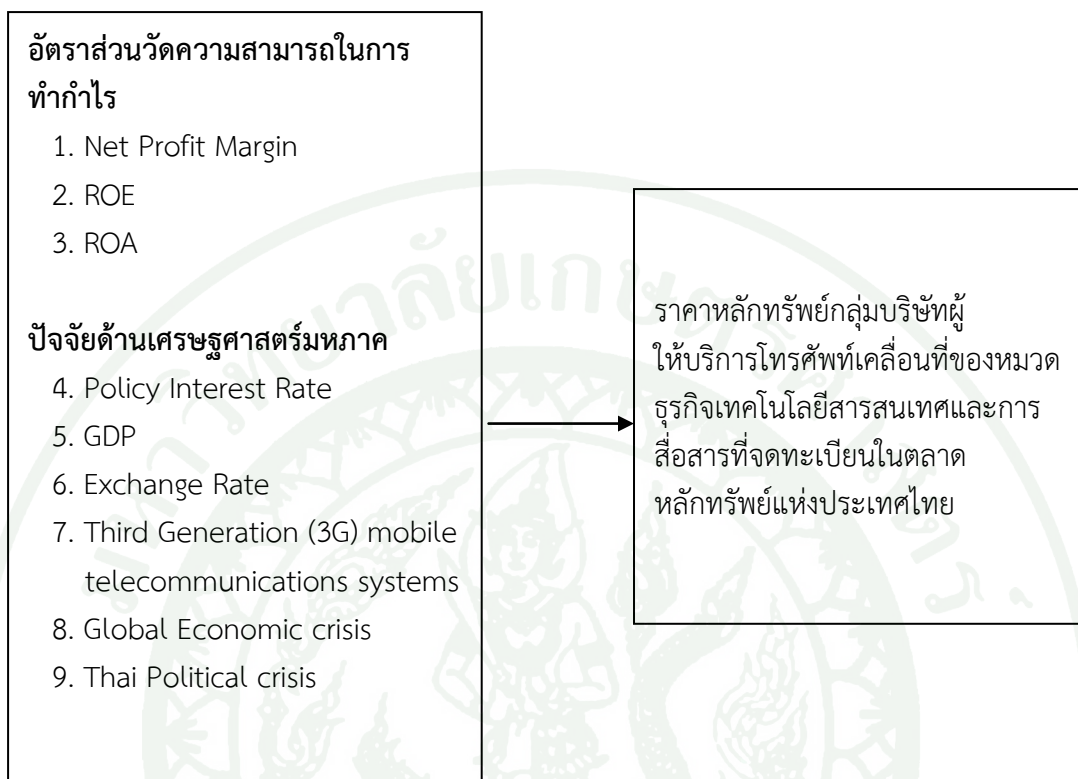 อัตราส่วนวัดความสามารถในการ
ทำกำไร
1. Net Profit Margin
2. ROE
3. ROA
ปัจจัยด้านเศรษฐศาสตร์มหภาค
4. Policy Interest Rate
5. GDP
6. Exchange Rate
7. Third Generation (3G) mobile
telecommunications systems
8. Global Economic crisis
9. Thai Political crisis
ราคาหลักทรัพย์กลุ่มบริษัทผู้
ให้บริการโทรศัพท์เคลื่อนที่ของหมวด
ธุรกิจเทคโนโลยีสารสนเทศและการ
สื่อสารที่จดทะเบียนในตลาด
หลักทรัพย์แห่งประเทศไทย